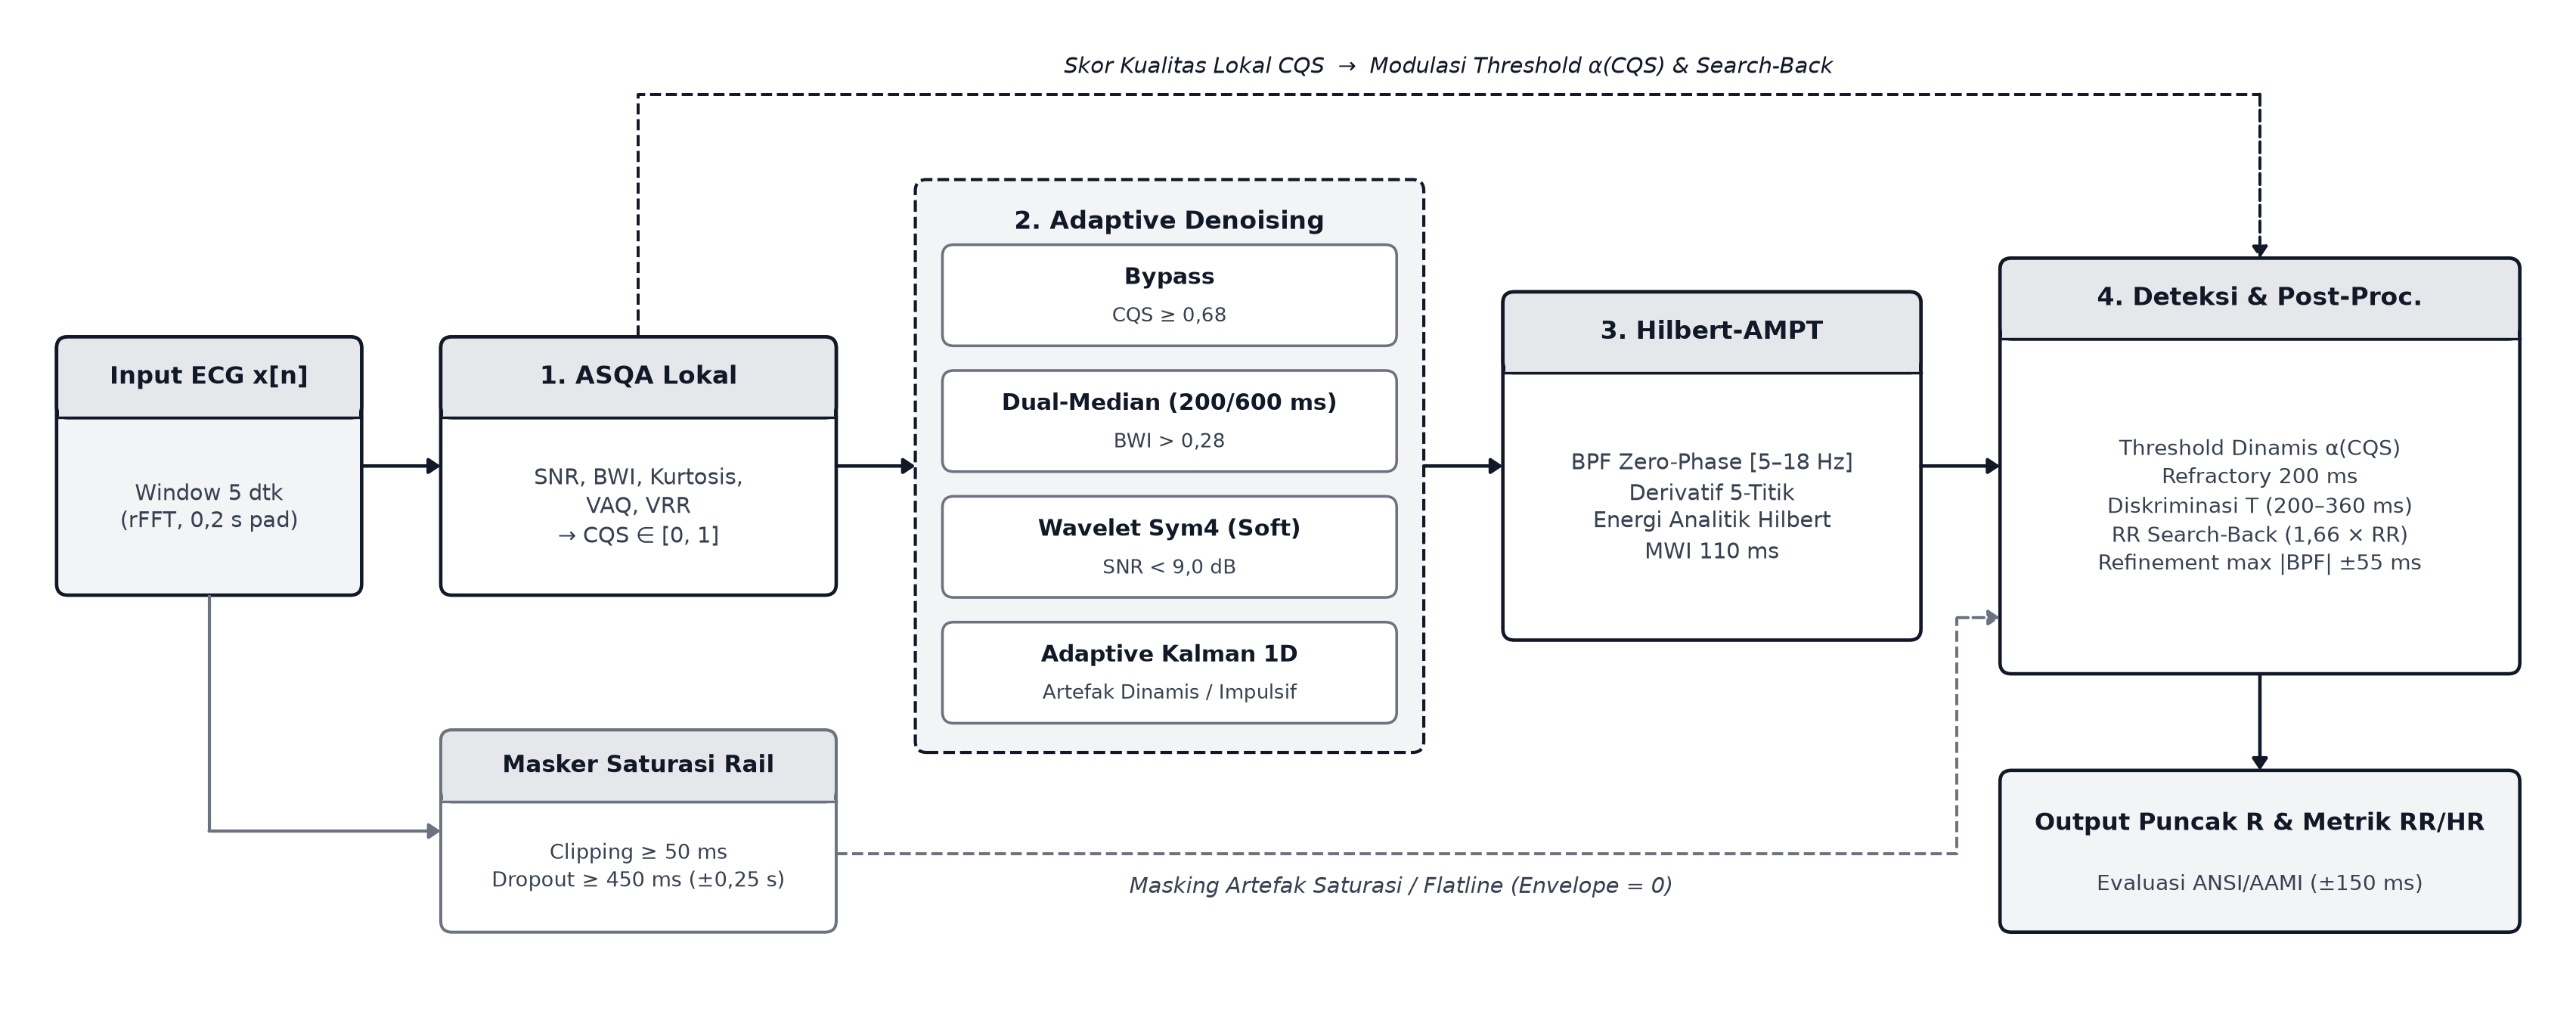 Skor Kualitas Lokal CQS → Modulasi Threshold α(CQS) & Search-Back
Input ECG x[n]
Window 5 dtk
(rFFT, 0,2 s pad)
1. ASQA Lokal
SNR, BWI, Kurtosis,
VAQ, VRR
→ CQS ∈ [0, 1]
2. Adaptive Denoising
Bypass
CQS ≥ 0,68
Dual-Median (200/600 ms)
BWI > 0,28
Wavelet Sym4 (Soft)
SNR < 9,0 dB
Adaptive Kalman 1D
Artefak Dinamis / Impulsif
3. Hilbert-AMPT
BPF Zero-Phase [5–18 Hz]
Derivatif 5-Titik
Energi Analitik Hilbert
MWI 110 ms
4. Deteksi & Post-Proc.
Threshold Dinamis α(CQS)
Refractory 200 ms
Diskriminasi T (200–360 ms)
RR Search-Back (1,66 × RR)
Refinement max |BPF| ±55 ms
Masker Saturasi Rail
Clipping ≥ 50 ms
Dropout ≥ 450 ms (±0,25 s)
Masking Artefak Saturasi / Flatline (Envelope = 0)
Output Puncak R & Metrik RR/HR
Evaluasi ANSI/AAMI (±150 ms)